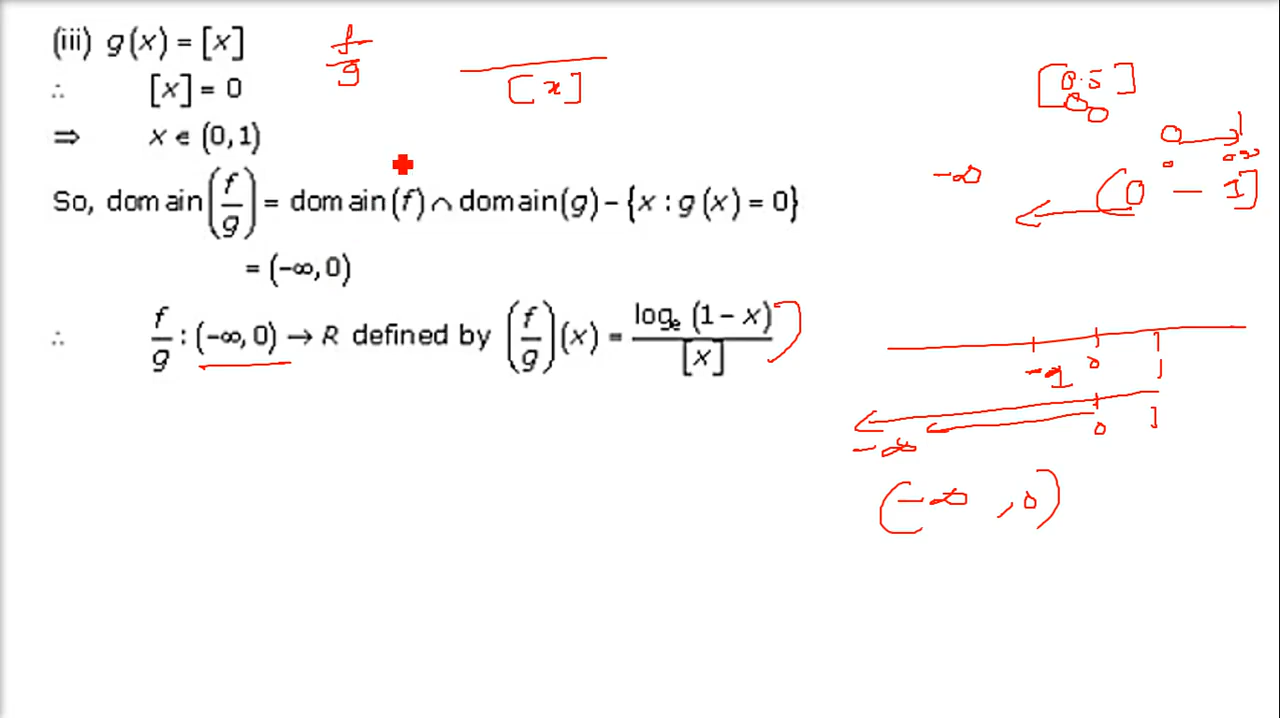 (iii) g(x) = [x]
f/g
[x]
[0.5]
∴ [x] = 0
⇒ x ∈ (0, 1)
-∞
(0 - 1]
So, domain(f/g) = domain(f) ∩ domain(g) - {x : g(x) = 0}
= (-∞, 0)
∴ f/g : (-∞, 0) → R defined by (f/g)(x) = logₑ (1 - x)/[x]
0
1
0
1
-∞
(-∞, 0)